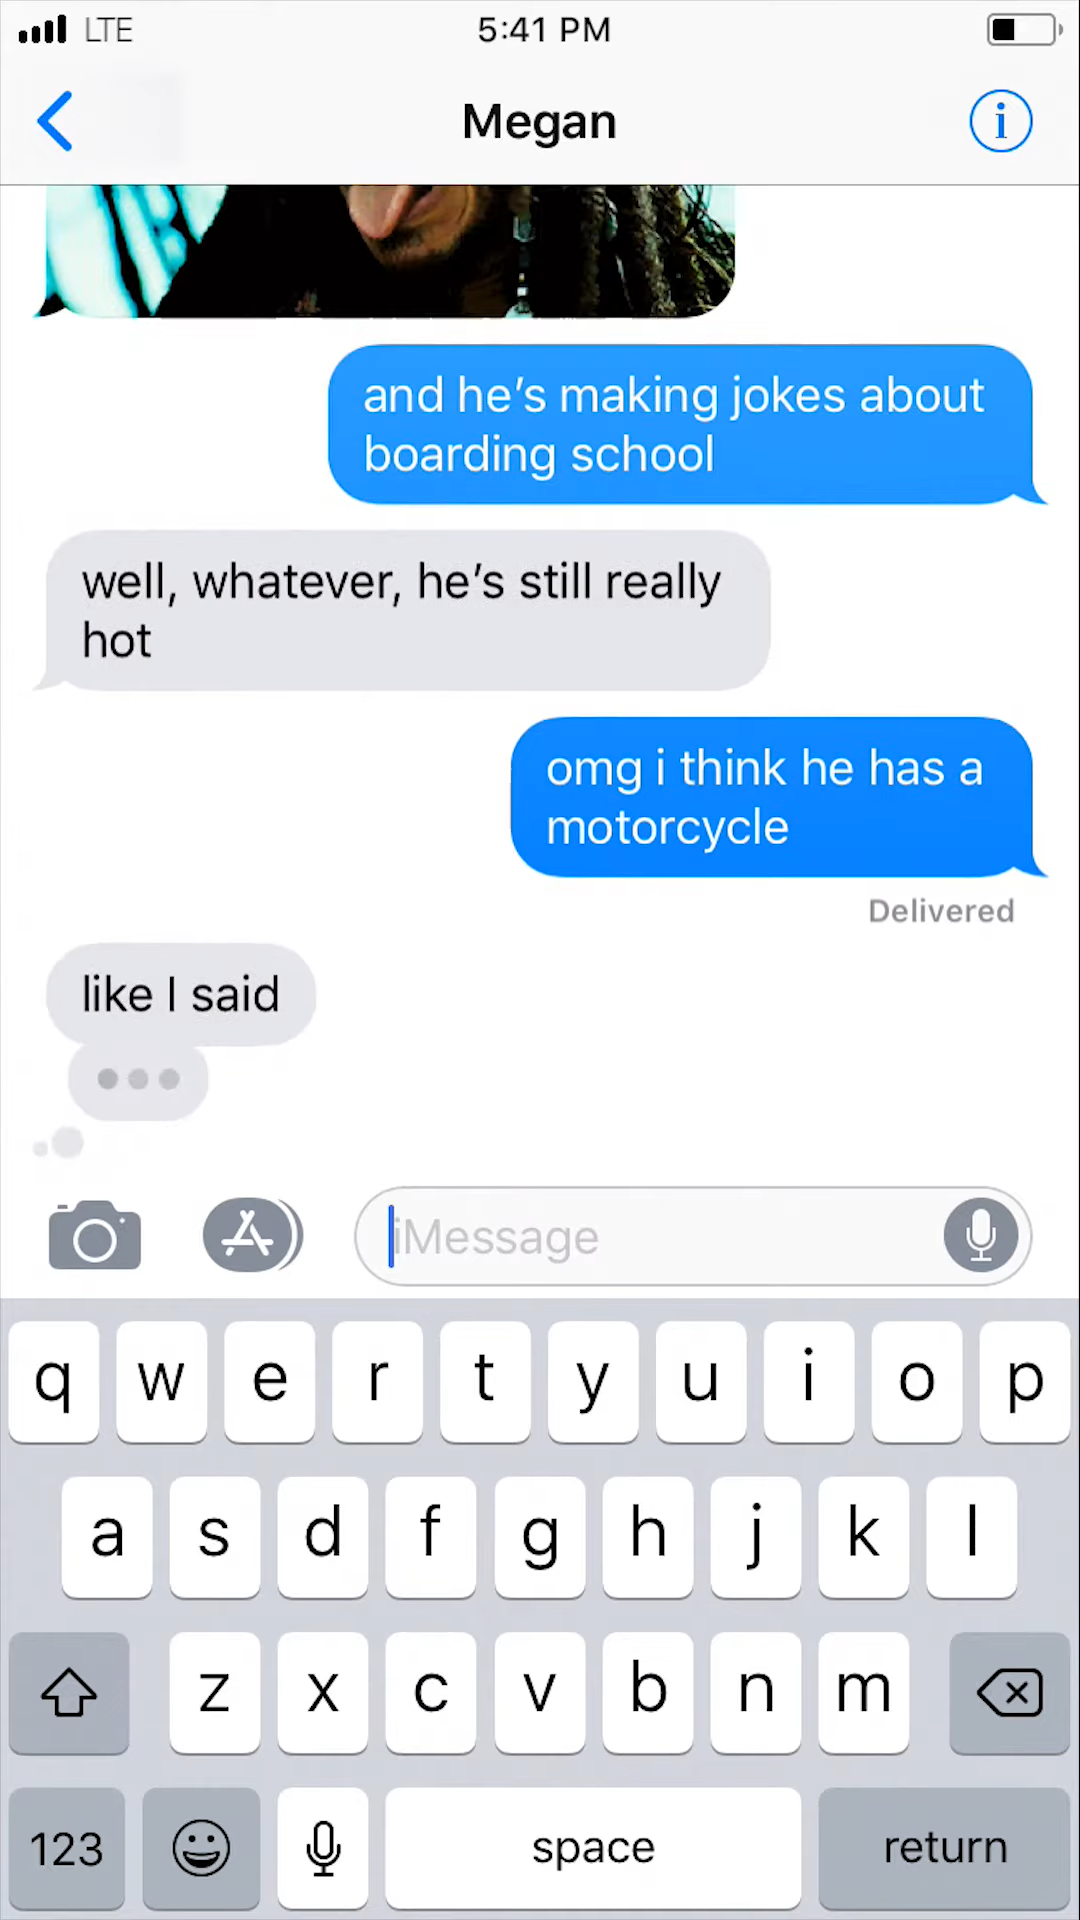 LTE 5:41 PM
Megan
and he's making jokes about
boarding school
well, whatever, he's still really
hot
omg i think he has a
motorcycle
Delivered
like I said
iMessage
q w e r t y u i o p
a s d f g h j k l
z x c v b n m
123 space return